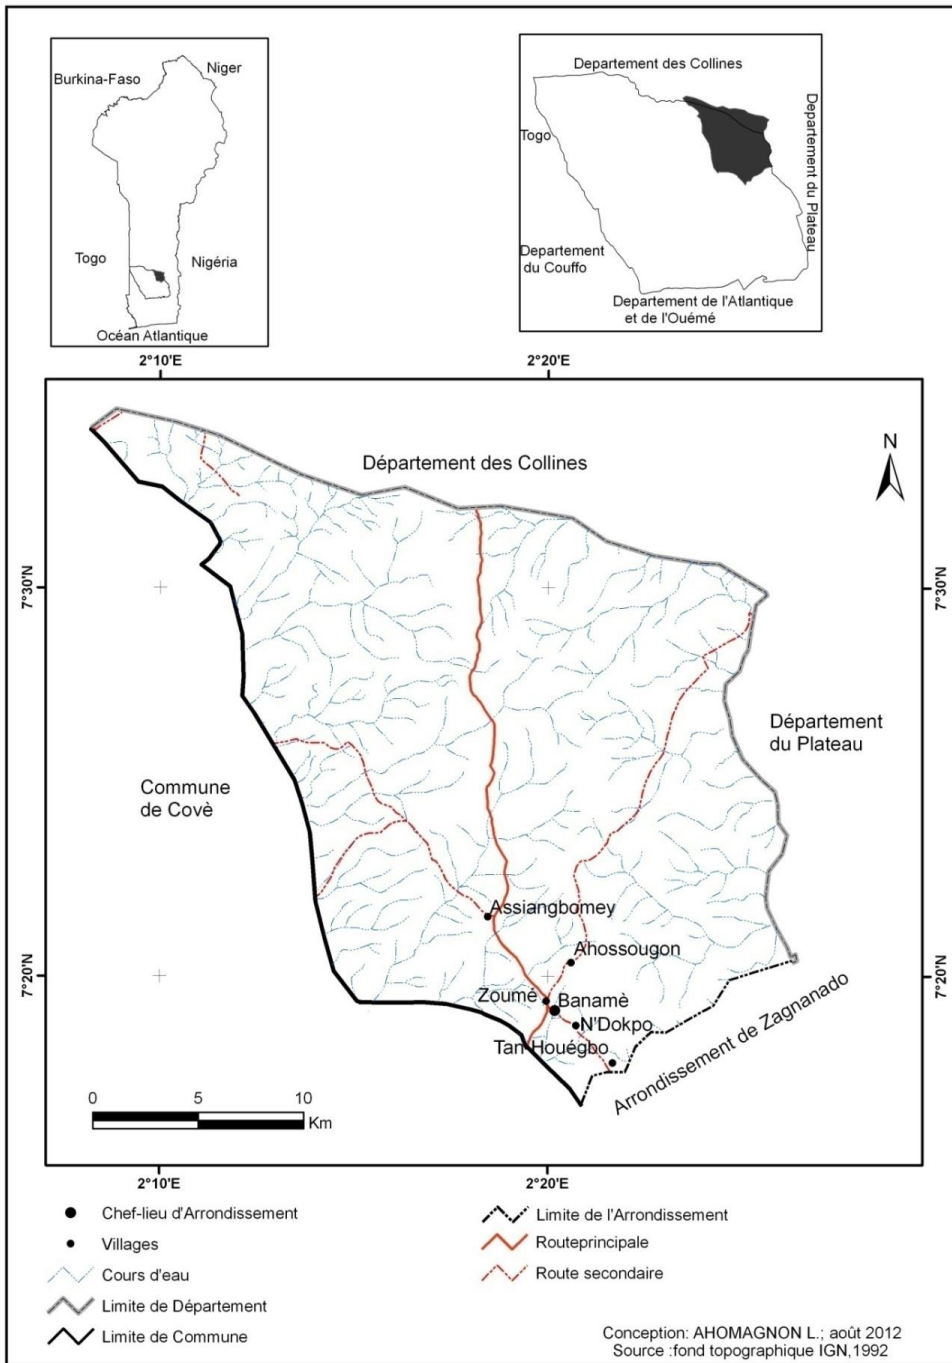 Burkina-Faso
Niger
Togo
Nigéria
Océan Atlantique
Departement des Collines
Togo
Departement du Plateau
Departement
du Couffo
Departement de l'Atlantique
et de l'Ouémé
2°10'E
2°20'E
Département des Collines
N
7°30'N
7°30'N
Département
du Plateau
Commune
de Covè
Assiangbomey
Ahossougon
7°20'N
7°20'N
Zoumé
Banamè
N'Dokpo
Tan Houégbo
Arrondissement de Zagnanado
0 5 10
Km
2°10'E
2°20'E
Chef-lieu d'Arrondissement
Villages
Cours d'eau
Limite de Département
Limite de Commune
Limite de l'Arrondissement
Routeprincipale
Route secondaire
Conception: AHOMAGNON L.; août 2012
Source :fond topographique IGN,1992